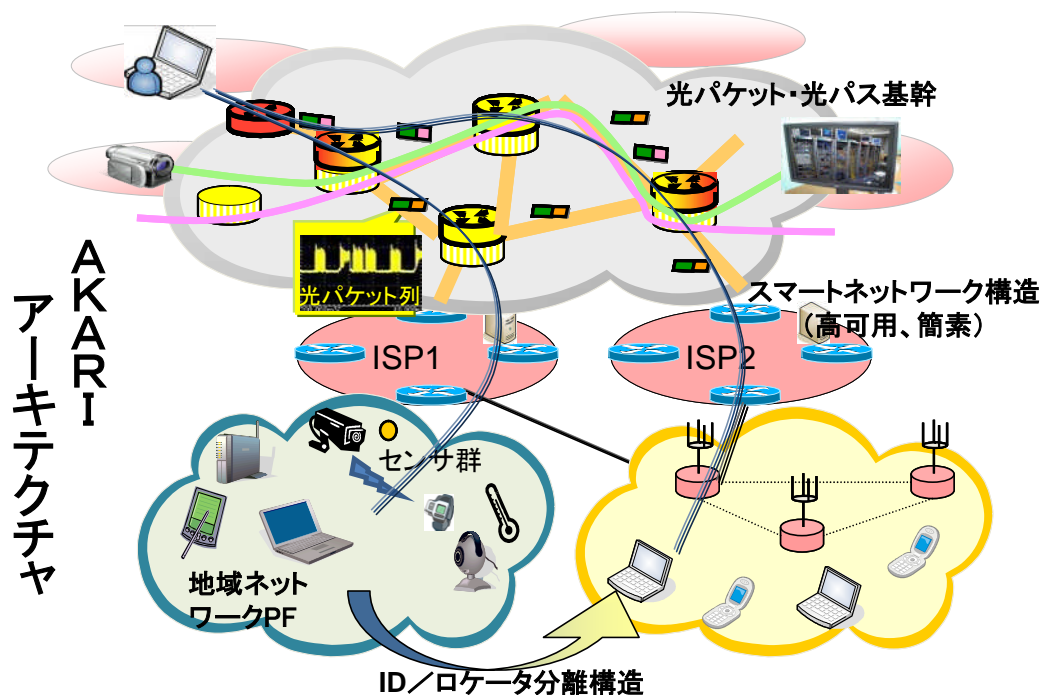 光パケット・光パス基幹
光パケット列
AKARI
アーキテクチャ
スマートネットワーク構造
(高可用、簡素)
ISP1
ISP2
センサ群
地域ネット
ワークPF
ID/ロケータ分離構造